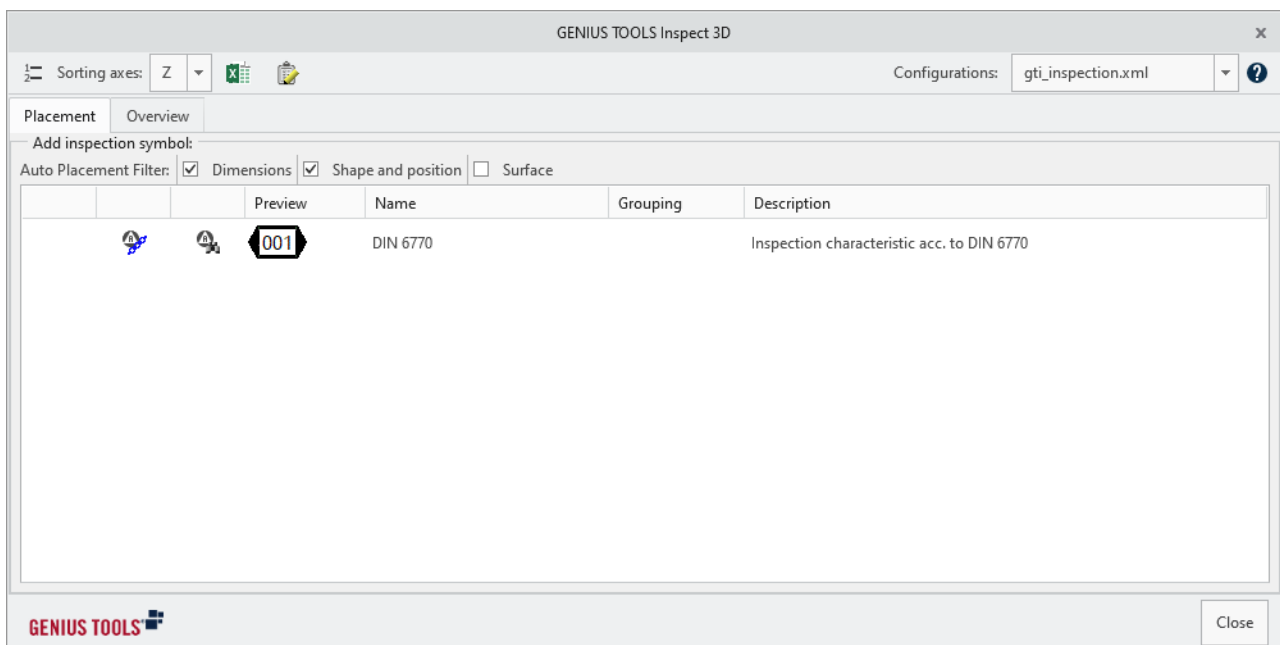 GENIUS TOOLS Inspect 3D
Sorting axes: Z Configurations: gti_inspection.xml
Placement Overview
Add inspection symbol:
Auto Placement Filter: Dimensions Shape and position Surface
Preview Name Grouping Description
001 DIN 6770 Inspection characteristic acc. to DIN 6770
GENIUS TOOLS Close